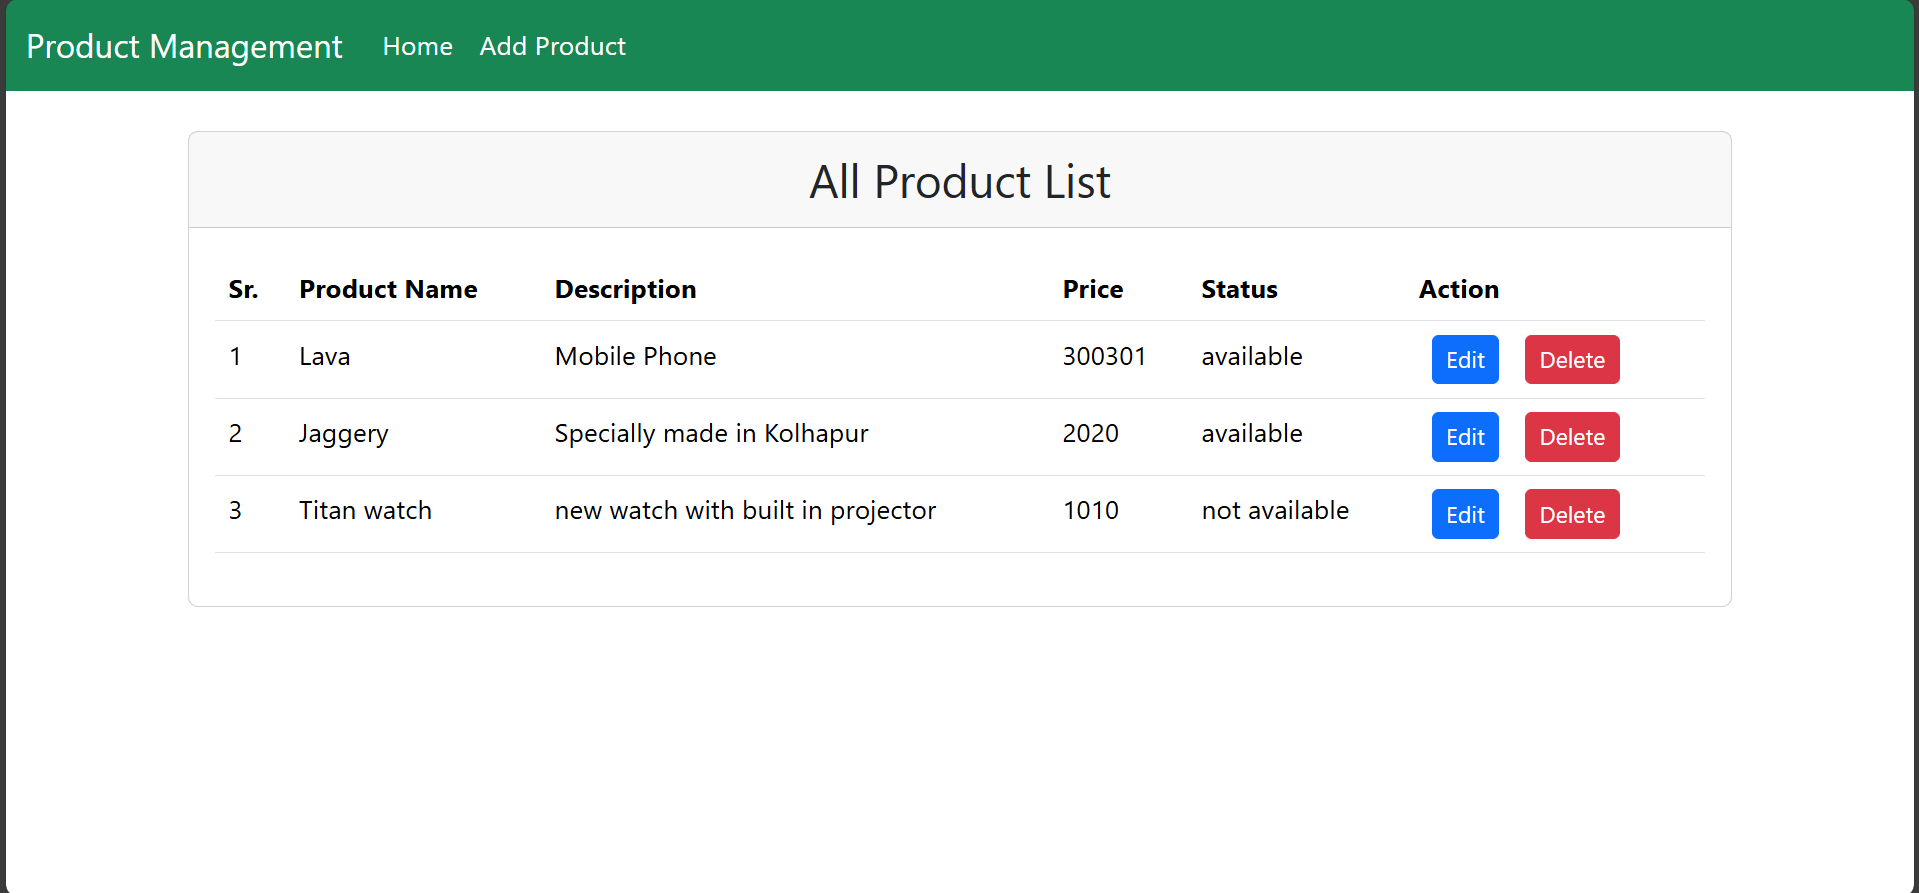 Product Management Home Add Product
All Product List
Sr. Product Name Description Price Status Action
1 Lava Mobile Phone 300301 available Edit Delete
2 Jaggery Specially made in Kolhapur 2020 available Edit Delete
3 Titan watch new watch with built in projector 1010 not available Edit Delete